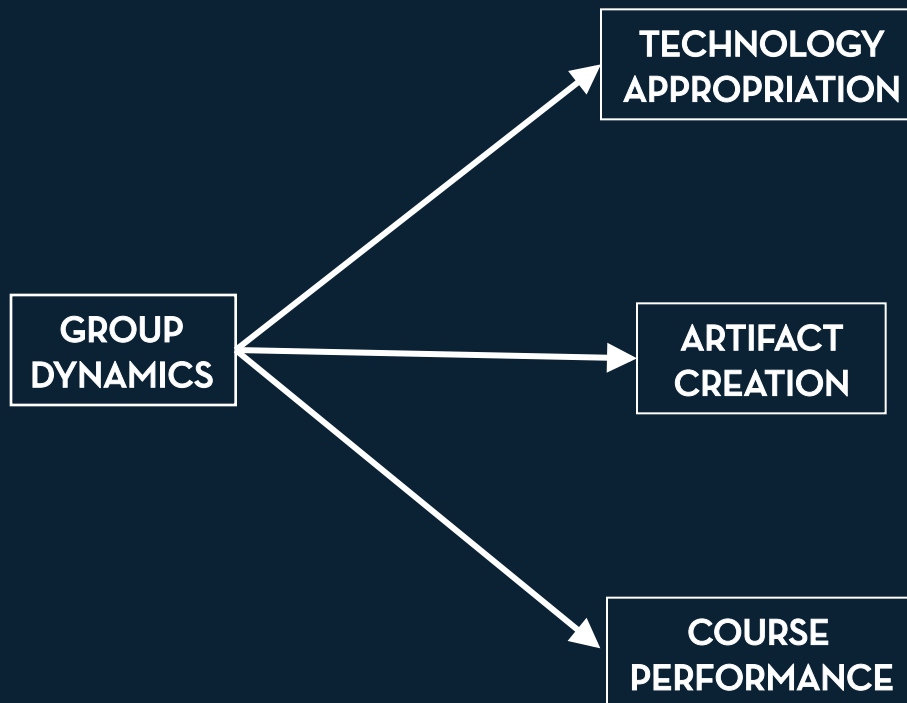 TECHNOLOGY
APPROPRIATION
GROUP
DYNAMICS
ARTIFACT
CREATION
COURSE
PERFORMANCE